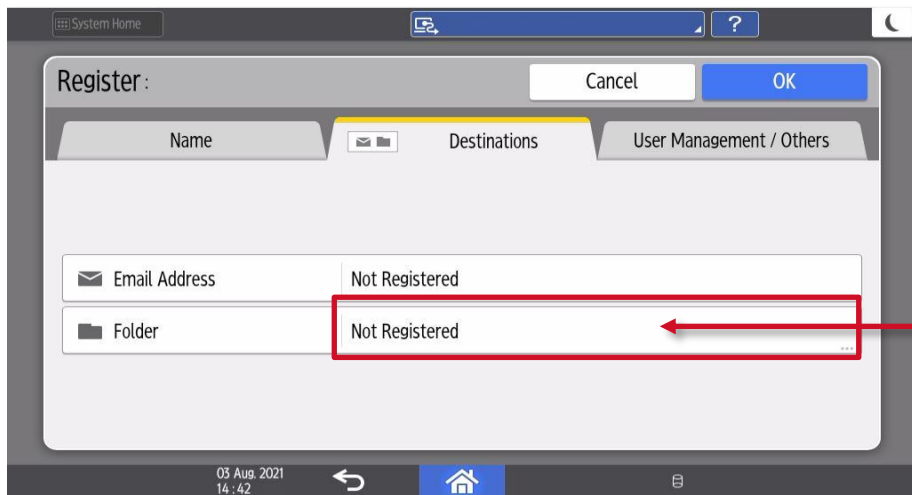 System Home
?
Register :
Cancel
OK
Name
Destinations
User Management / Others
Email Address
Not Registered
Folder
Not Registered
...
03 Aug. 2021
14 : 42